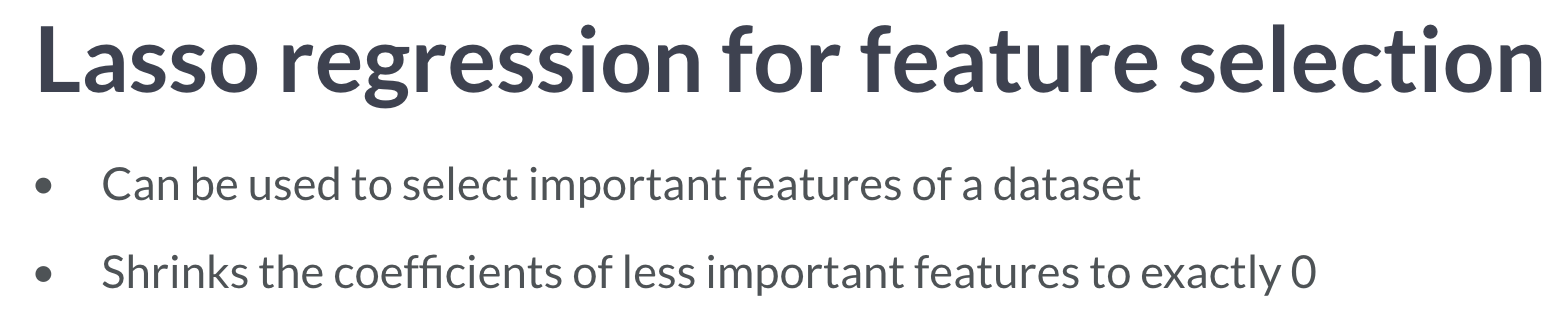 Lasso regression for feature selection
• Can be used to select important features of a dataset
• Shrinks the coefficients of less important features to exactly 0